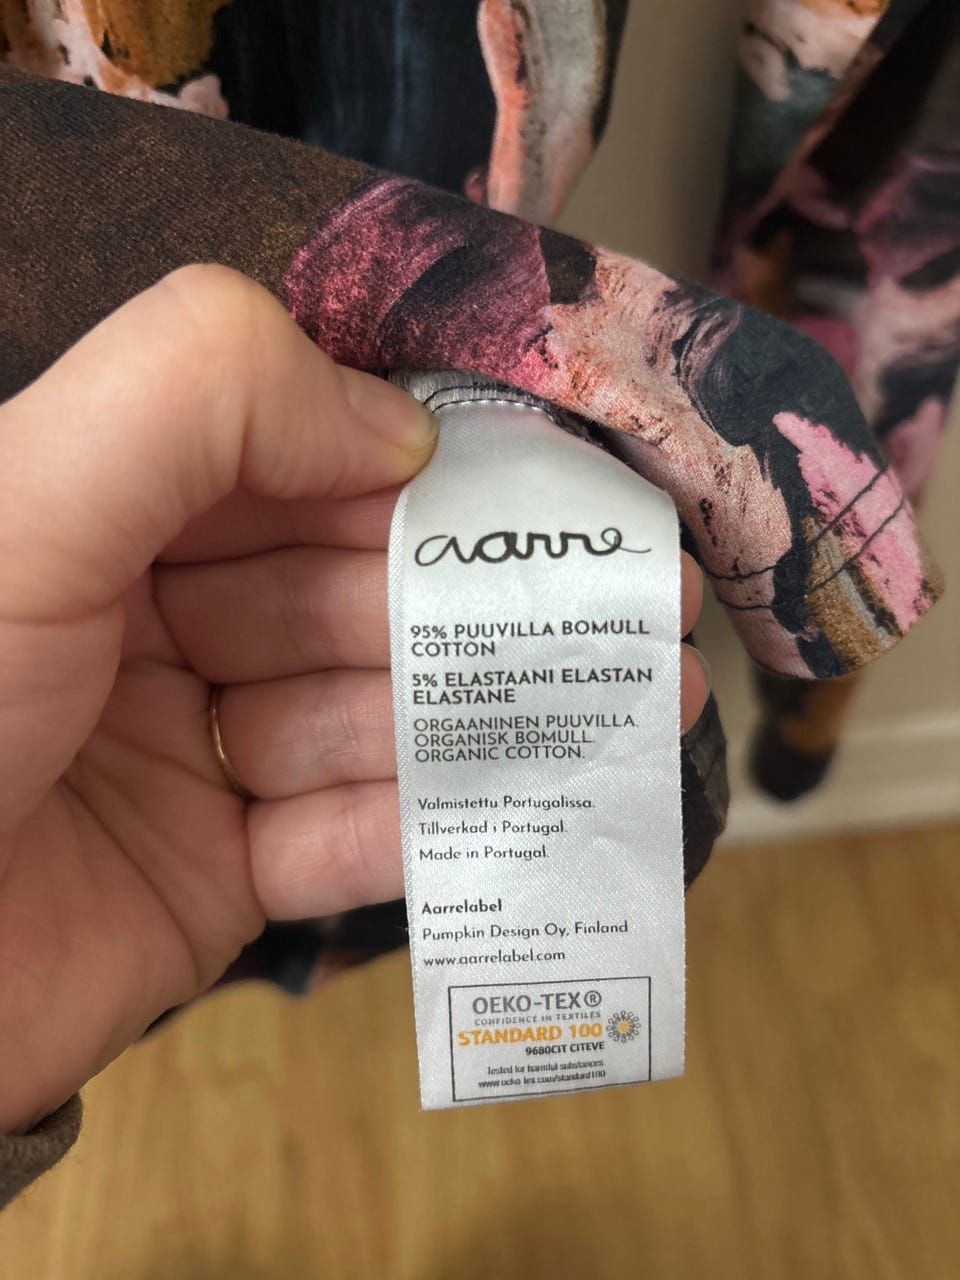 aarre
95% PUUVILLA BOMULL
COTTON
5% ELASTAANI ELASTAN
ELASTANE
ORGAANINEN PUUVILLA.
ORGANISK BOMULL.
ORGANIC COTTON.
Valmistettu Portugalissa.
Tillverkad i Portugal.
Made in Portugal.
Aarrelabel
Pumpkin Design Oy, Finland
www.aarrelabel.com
OEKO-TEX®
CONFIDENCE IN TEXTILES
STANDARD 100
9680CIT CITEVE
Tested for harmful substances
www.oeko-tex.com/standard100